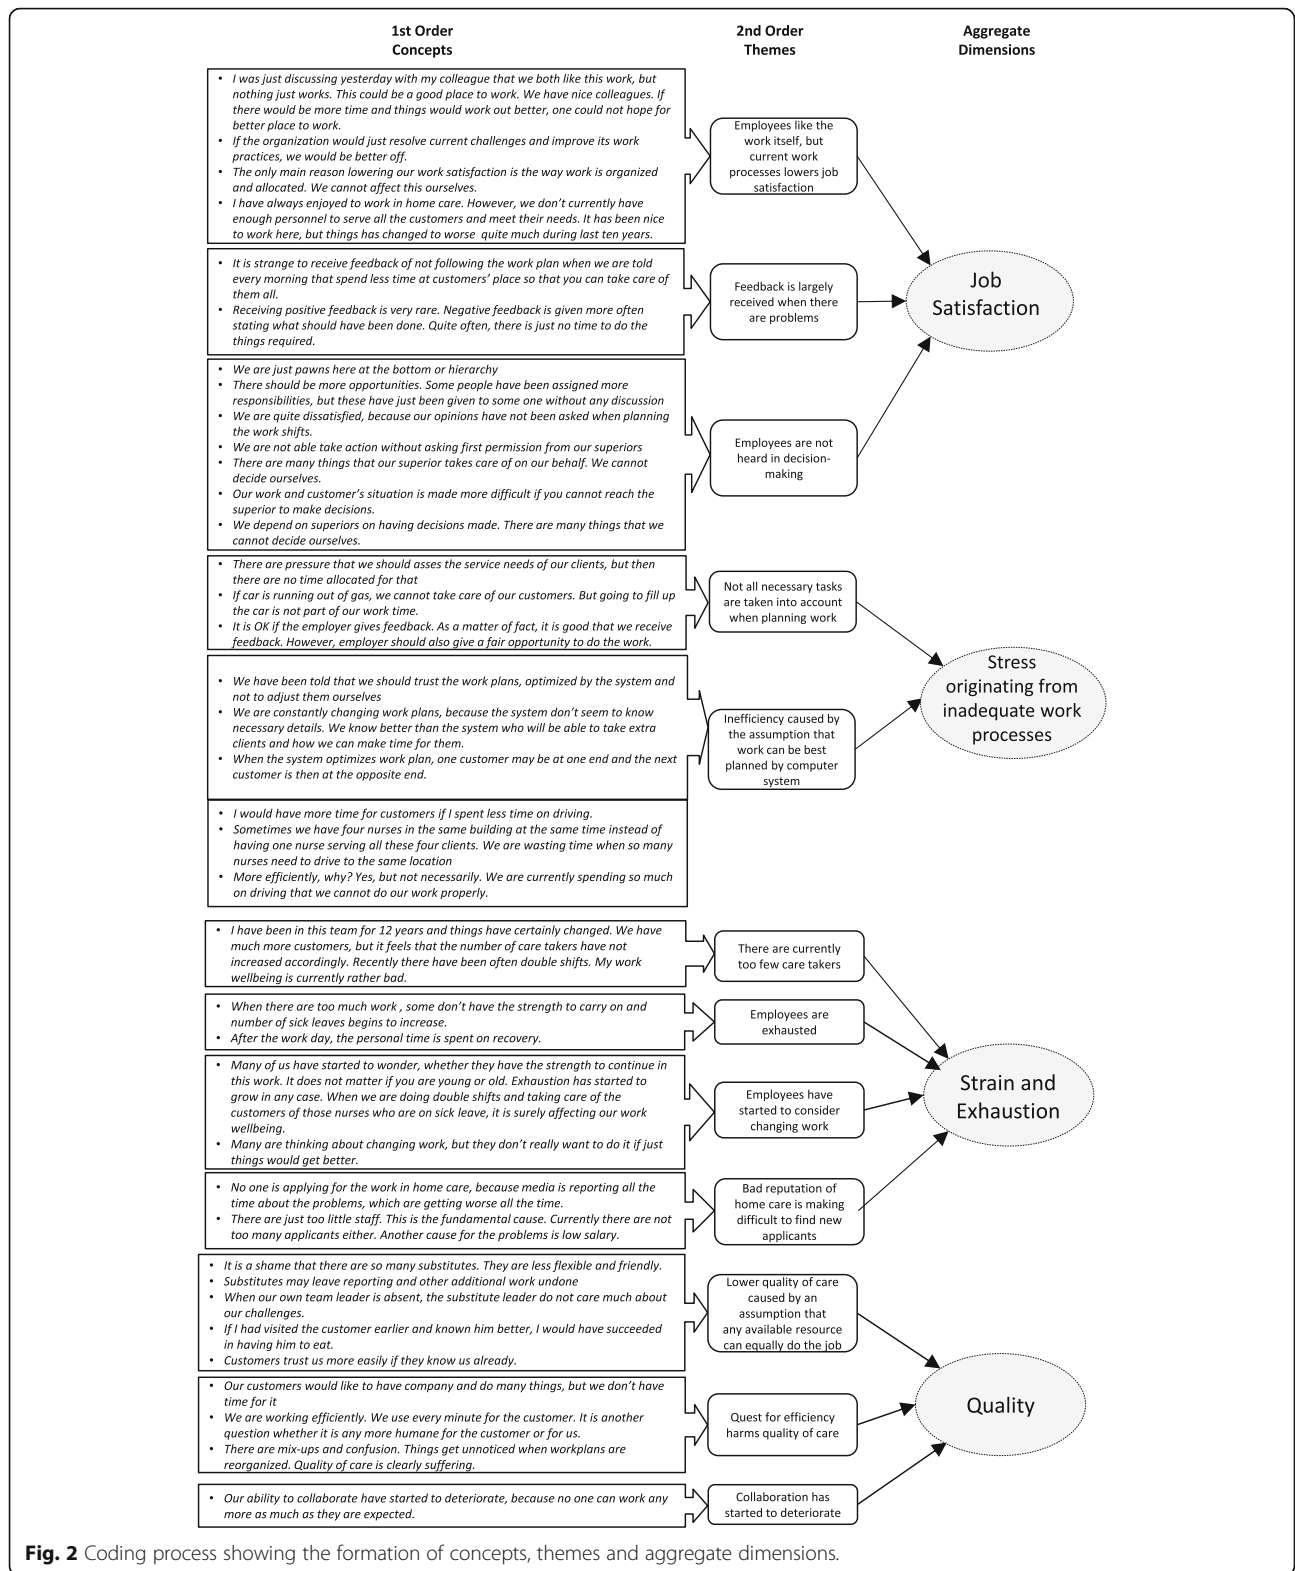 1st Order
Concepts
2nd Order
Themes
Aggregate
Dimensions
• I was just discussing yesterday with my colleague that we both like this work, but
nothing just works. This could be a good place to work. We have nice colleagues. If
there would be more time and things would work out better, one could not hope for
better place to work.
• If the organization would just resolve current challenges and improve its work
practices, we would be better off.
• The only main reason lowering our work satisfaction is the way work is organized
and allocated. We cannot affect this ourselves.
• I have always enjoyed to work in home care. However, we don't currently have
enough personnel to serve all the customers and meet their needs. It has been nice
to work here, but things has changed to worse quite much during last ten years.
Employees like the
work itself, but
current work
processes lowers job
satisfaction
• It is strange to receive feedback of not following the work plan when we are told
every morning that spend less time at customers' place so that you can take care of
them all.
• Receiving positive feedback is very rare. Negative feedback is given more often
stating what should have been done. Quite often, there is just no time to do the
things required.
Feedback is largely
received when there
are problems
Job
Satisfaction
• We are just pawns here at the bottom or hierarchy
• There should be more opportunities. Some people have been assigned more
responsibilities, but these have just been given to some one without any discussion
• We are quite dissatisfied, because our opinions have not been asked when planning
the work shifts.
• We are not able take action without asking first permission from our superiors
• There are many things that our superior takes care of on our behalf. We cannot
decide ourselves.
• Our work and customer's situation is made more difficult if you cannot reach the
superior to make decisions.
• We depend on superiors on having decisions made. There are many things that we
cannot decide ourselves.
Employees are not
heard in decision-
making
• There are pressure that we should asses the service needs of our clients, but then
there are no time allocated for that
• If car is running out of gas, we cannot take care of our customers. But going to fill up
the car is not part of our work time.
• It is OK if the employer gives feedback. As a matter of fact, it is good that we receive
feedback. However, employer should also give a fair opportunity to do the work.
Not all necessary tasks
are taken into account
when planning work
• We have been told that we should trust the work plans, optimized by the system and
not to adjust them ourselves
• We are constantly changing work plans, because the system don't seem to know
necessary details. We know better than the system who will be able to take extra
clients and how we can make time for them.
• When the system optimizes work plan, one customer may be at one end and the next
customer is then at the opposite end.
Inefficiency caused by
the assumption that
work can be best
planned by computer
system
Stress
originating from
inadequate work
processes
• I would have more time for customers if I spent less time on driving.
• Sometimes we have four nurses in the same building at the same time instead of
having one nurse serving all these four clients. We are wasting time when so many
nurses need to drive to the same location
• More efficiently, why? Yes, but not necessarily. We are currently spending so much
on driving that we cannot do our work properly.
• I have been in this team for 12 years and things have certainly changed. We have
much more customers, but it feels that the number of care takers have not
increased accordingly. Recently there have been often double shifts. My work
wellbeing is currently rather bad.
There are currently
too few care takers
• When there are too much work , some don't have the strength to carry on and
number of sick leaves begins to increase.
• After the work day, the personal time is spent on recovery.
Employees are
exhausted
• Many of us have started to wonder, whether they have the strength to continue in
this work. It does not matter if you are young or old. Exhaustion has started to
grow in any case. When we are doing double shifts and taking care of the
customers of those nurses who are on sick leave, it is surely affecting our work
wellbeing.
• Many are thinking about changing work, but they don't really want to do it if just
things would get better.
Employees have
started to consider
changing work
Strain and
Exhaustion
• No one is applying for the work in home care, because media is reporting all the
time about the problems, which are getting worse all the time.
• There are just too little staff. This is the fundamental cause. Currently there are not
too many applicants either. Another cause for the problems is low salary.
Bad reputation of
home care is making
difficult to find new
applicants
• It is a shame that there are so many substitutes. They are less flexible and friendly.
• Substitutes may leave reporting and other additional work undone
• When our own team leader is absent, the substitute leader do not care much about
our challenges.
• If I had visited the customer earlier and known him better, I would have succeeded
in having him to eat.
• Customers trust us more easily if they know us already.
Lower quality of care
caused by an
assumption that
any available resource
can equally do the job
• Our customers would like to have company and do many things, but we don't have
time for it
• We are working efficiently. We use every minute for the customer. It is another
question whether it is any more humane for the customer or for us.
• There are mix-ups and confusion. Things get unnoticed when workplans are
reorganized. Quality of care is clearly suffering.
Quest for efficiency
harms quality of care
Quality
• Our ability to collaborate have started to deteriorate, because no one can work any
more as much as they are expected.
Collaboration has
started to deteriorate
Fig. 2 Coding process showing the formation of concepts, themes and aggregate dimensions.